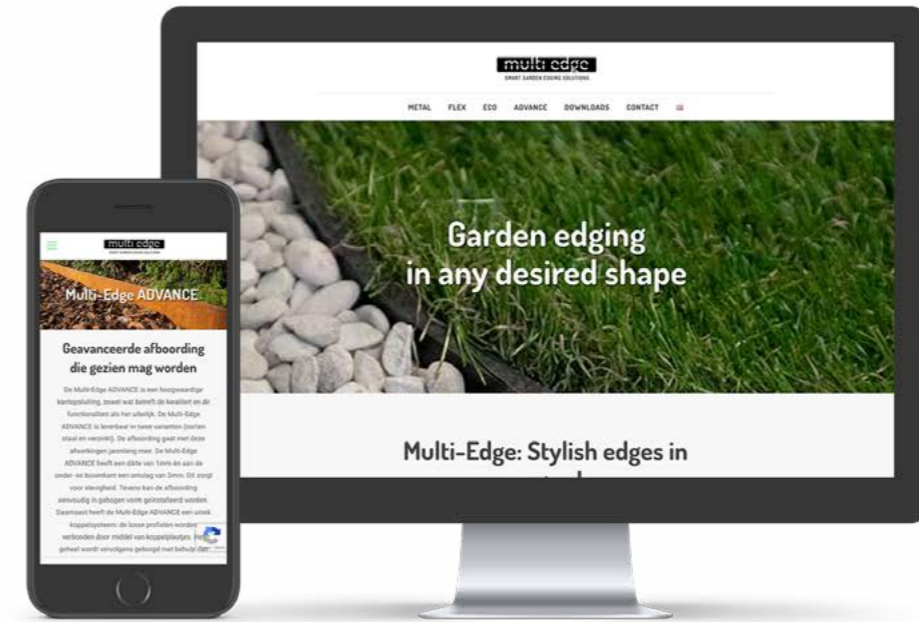 multi edge
SMART GARDEN EDGING SOLUTIONS
METAL FLEX ECO ADVANCE DOWNLOADS CONTACT
Garden edging
in any desired shape
Multi-Edge: Stylish edges in
multi edge
Multi-Edge ADVANCE
Geavanceerde afboording
die gezien mag worden
De Multi-Edge ADVANCE is een hoogwaardige
kantopsluiting, zowel wat betreft de kwaliteit en de
functionaliteit als het uiterlijk. De Multi-Edge
ADVANCE is leverbaar in twee varianten (corten
staal en verzinkt). De afboording gaat met deze
afwerkingen jarenlang mee. De Multi-Edge
ADVANCE heeft een dikte van 1mm én aan de
onder- en bovenkant een omslag van 3mm. Dit zorgt
voor stevigheid. Tevens kan de afboording
eenvoudig in gebogen vorm geïnstalleerd worden.
Daarnaast heeft de Multi-Edge ADVANCE een uniek
koppelsysteem: de losse profielen worden
verbonden door middel van koppelplaatjes. Het
geheel wordt vervolgens geborgd met behulp van